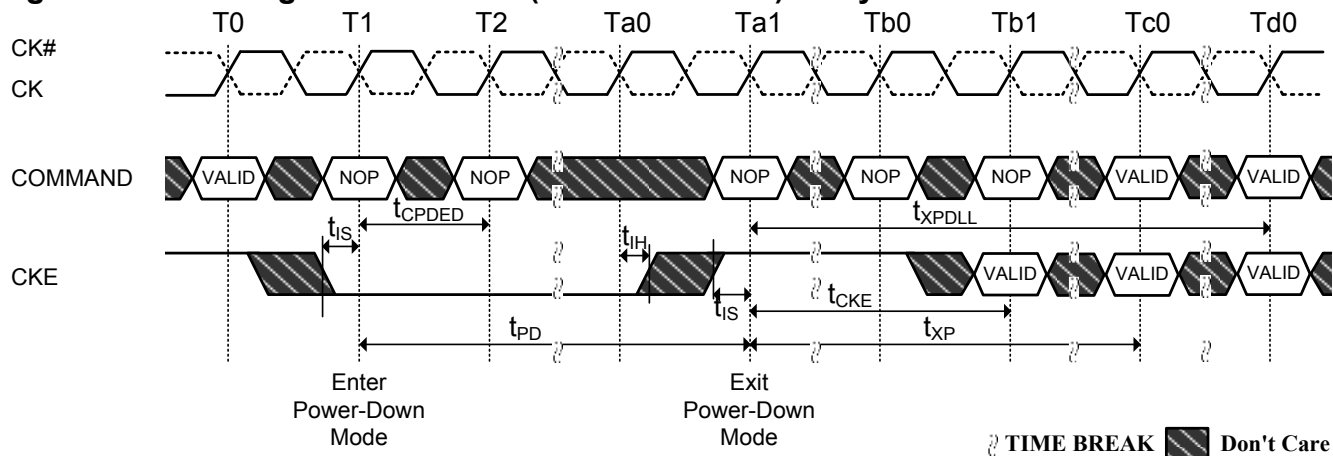 T0 T1 T2 Ta0 Ta1 Tb0 Tb1 Tc0 Td0
CK#
CK
COMMAND VALID NOP NOP NOP NOP NOP VALID VALID
tIS tCPDED tIH tXPDLL
CKE VALID VALID VALID
tIS tCKE
tPD tXP
Enter
Power-Down
Mode
Exit
Power-Down
Mode
TIME BREAK Don't Care